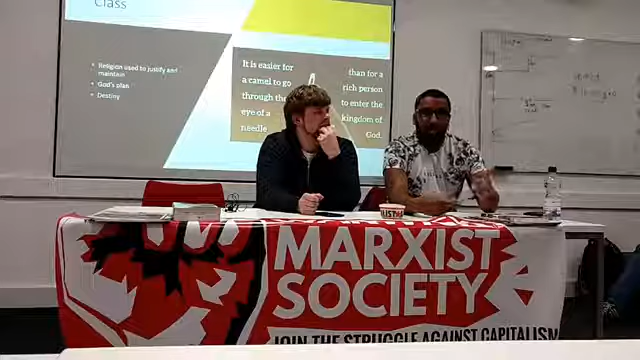 Class
• Religion used to justify and
maintain
• God's plan
• Destiny
It is easier for
a camel to go
through the
eye of a
needle
than for a
rich person
to enter the
kingdom of
God
MARXIST
SOCIETY
JOIN THE STRUGGLE AGAINST CAPITALISM